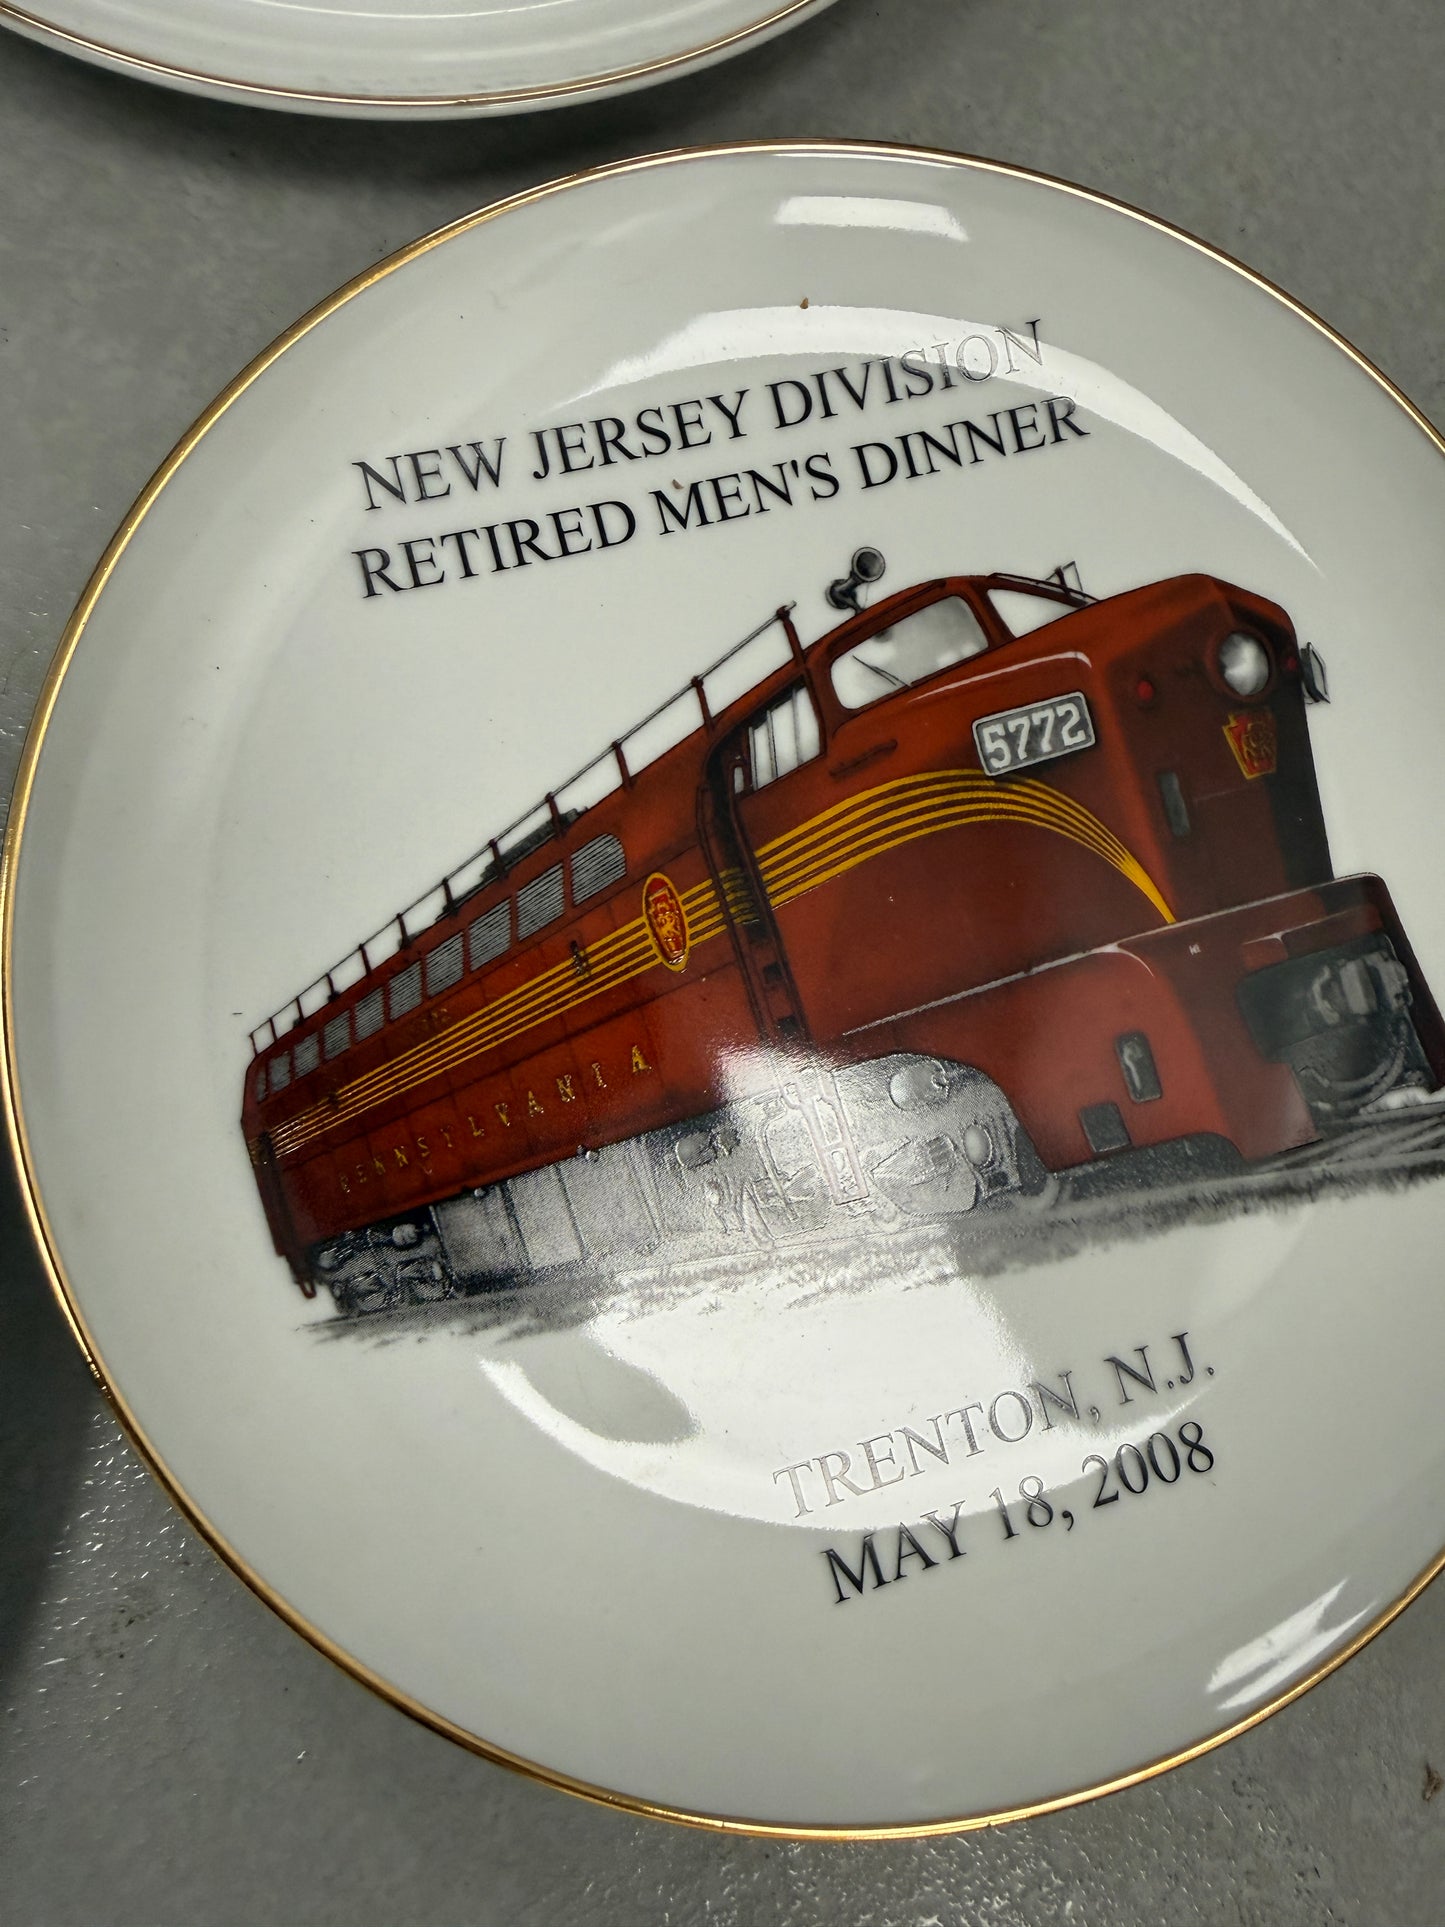 NEW JERSEY DIVISION
RETIRED MEN'S DINNER
5772
PENNSYLVANIA
TRENTON, N.J.
MAY 18, 2008